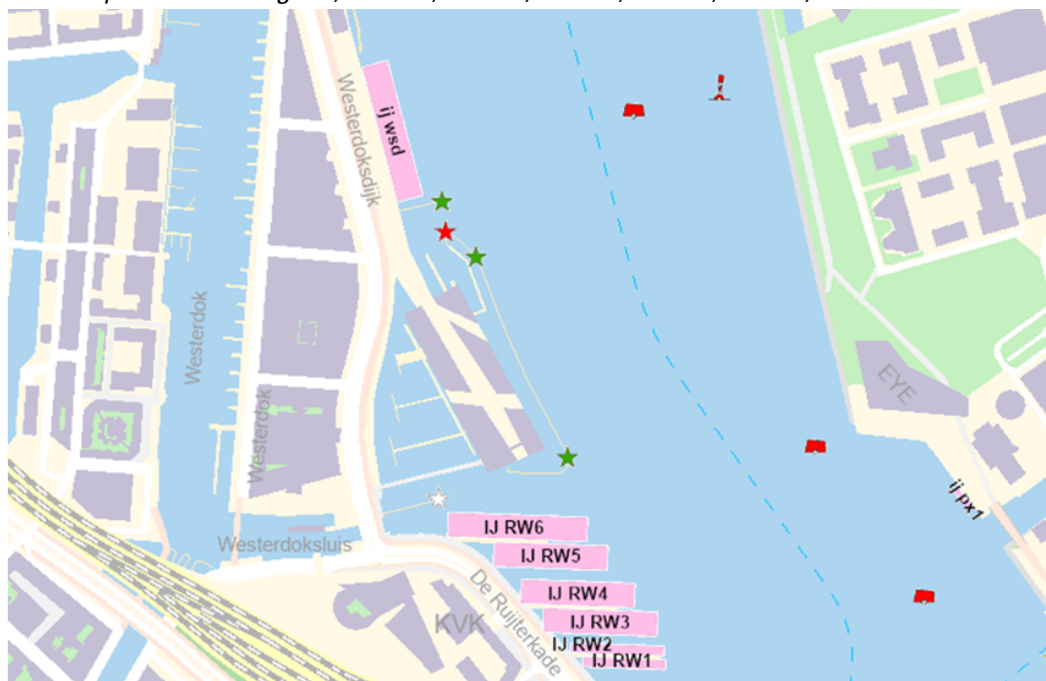 Westerdoksdijk
ij wsd
Westerdok
EYE
Westerdok
ij px1
IJ RW6
Westerdoksluis
IJ RW5
IJ RW4
De Ruijterkade
KVK
IJ RW3
IJ RW2
IJ RW1